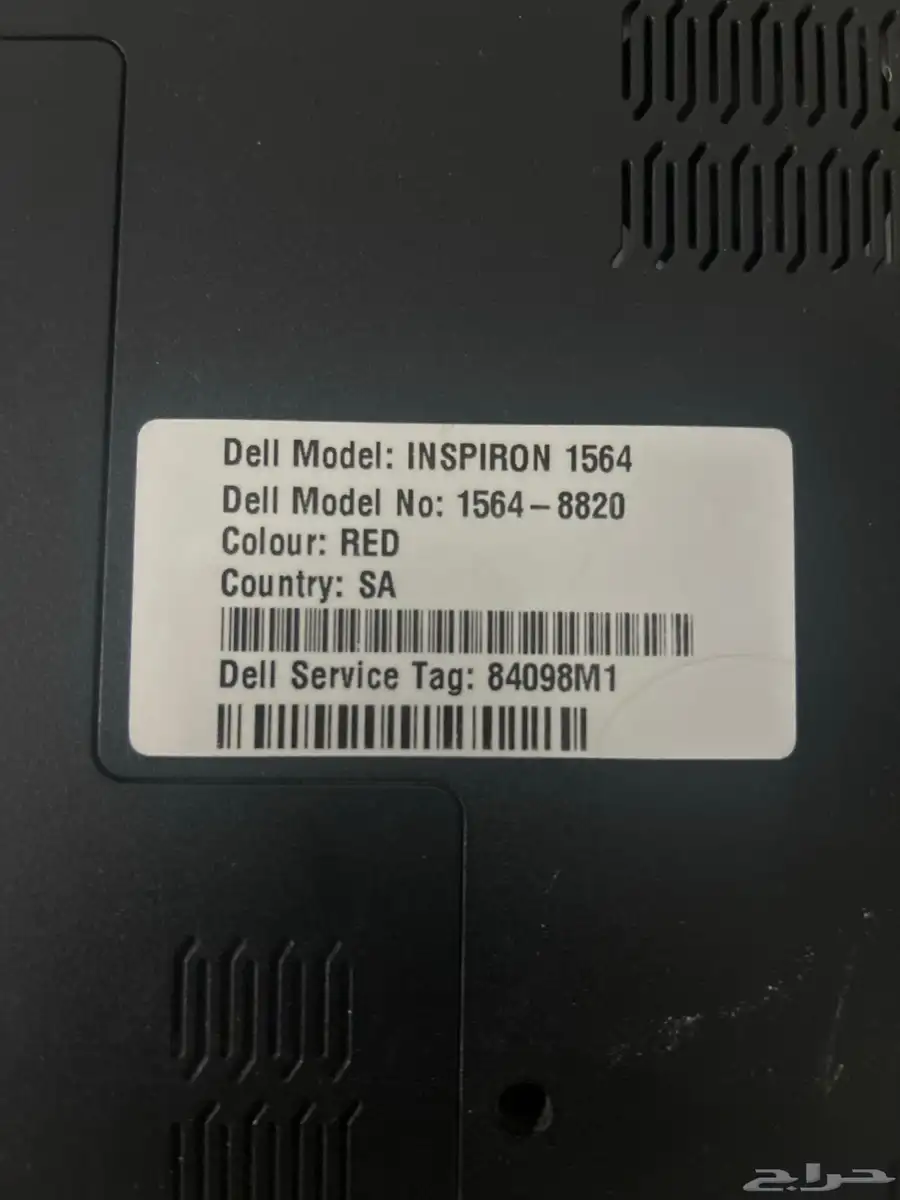 Dell Model: INSPIRON 1564
Dell Model No: 1564-8820
Colour: RED
Country: SA
Dell Service Tag: 84098M1
حراج